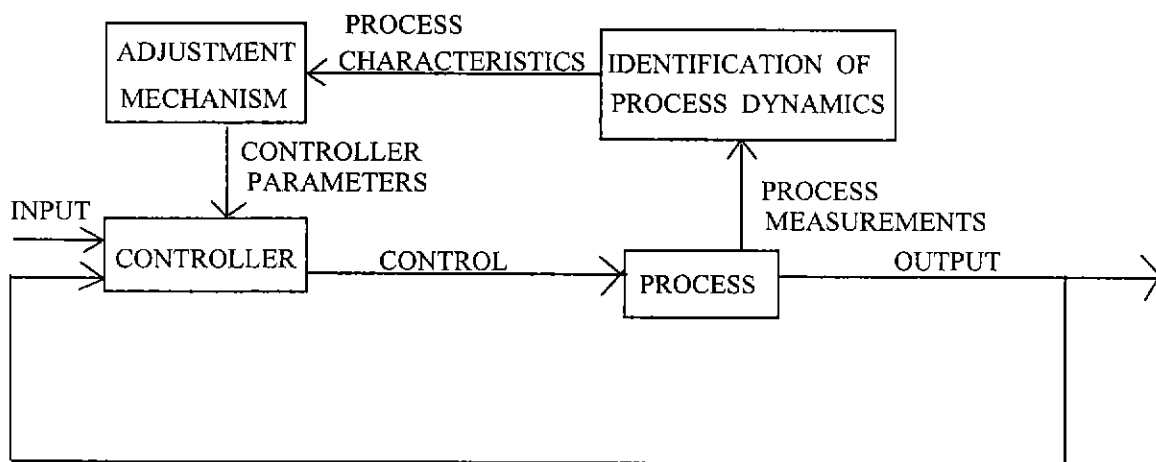 PROCESS
CHARACTERISTICS
ADJUSTMENT
MECHANISM
IDENTIFICATION OF
PROCESS DYNAMICS
CONTROLLER
PARAMETERS
PROCESS
MEASUREMENTS
INPUT
CONTROLLER
CONTROL
PROCESS
OUTPUT